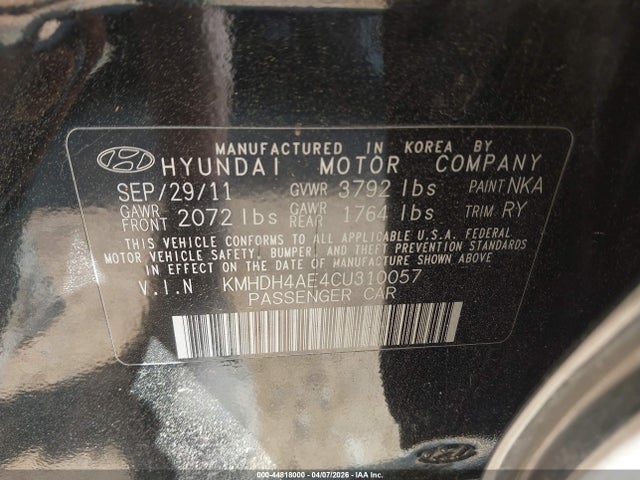 MANUFACTURED IN KOREA BY
HYUNDAI MOTOR COMPANY
SEP/29/11 GVWR 3792 lbs PAINT NKA
GAWR FRONT 2072 lbs GAWR REAR 1764 lbs TRIM RY
THIS VEHICLE CONFORMS TO ALL APPLICABLE U.S.A. FEDERAL
MOTOR VEHICLE SAFETY, BUMPER, AND THEFT PREVENTION STANDARDS
IN EFFECT ON THE DATE OF MANUFACTURE SHOWN ABOVE
V.I.N KMHDH4AE4CU310057
PASSENGER CAR
000-44818000 - 04/07/2026 - IAA Inc.